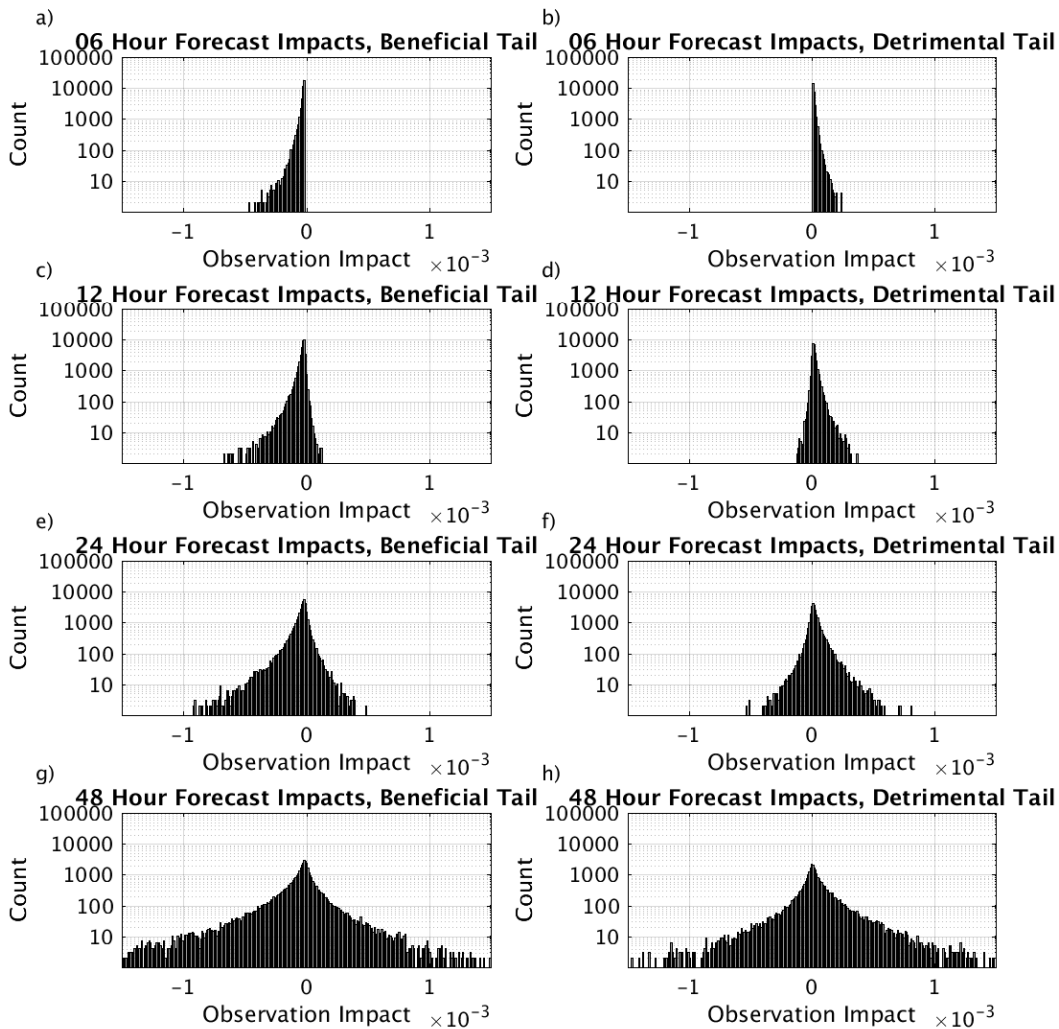 a)
06 Hour Forecast Impacts, Beneficial Tail
100000
10000
1000
100
10
Count
−1
0
1
Observation Impact
×10−3
b)
06 Hour Forecast Impacts, Detrimental Tail
100000
10000
1000
100
10
Count
−1
0
1
Observation Impact
×10−3
c)
12 Hour Forecast Impacts, Beneficial Tail
100000
10000
1000
100
10
Count
−1
0
1
Observation Impact
×10−3
d)
12 Hour Forecast Impacts, Detrimental Tail
100000
10000
1000
100
10
Count
−1
0
1
Observation Impact
×10−3
e)
24 Hour Forecast Impacts, Beneficial Tail
100000
10000
1000
100
10
Count
−1
0
1
Observation Impact
×10−3
f)
24 Hour Forecast Impacts, Detrimental Tail
100000
10000
1000
100
10
Count
−1
0
1
Observation Impact
×10−3
g)
48 Hour Forecast Impacts, Beneficial Tail
100000
10000
1000
100
10
Count
−1
0
1
Observation Impact
×10−3
h)
48 Hour Forecast Impacts, Detrimental Tail
100000
10000
1000
100
10
Count
−1
0
1
Observation Impact
×10−3